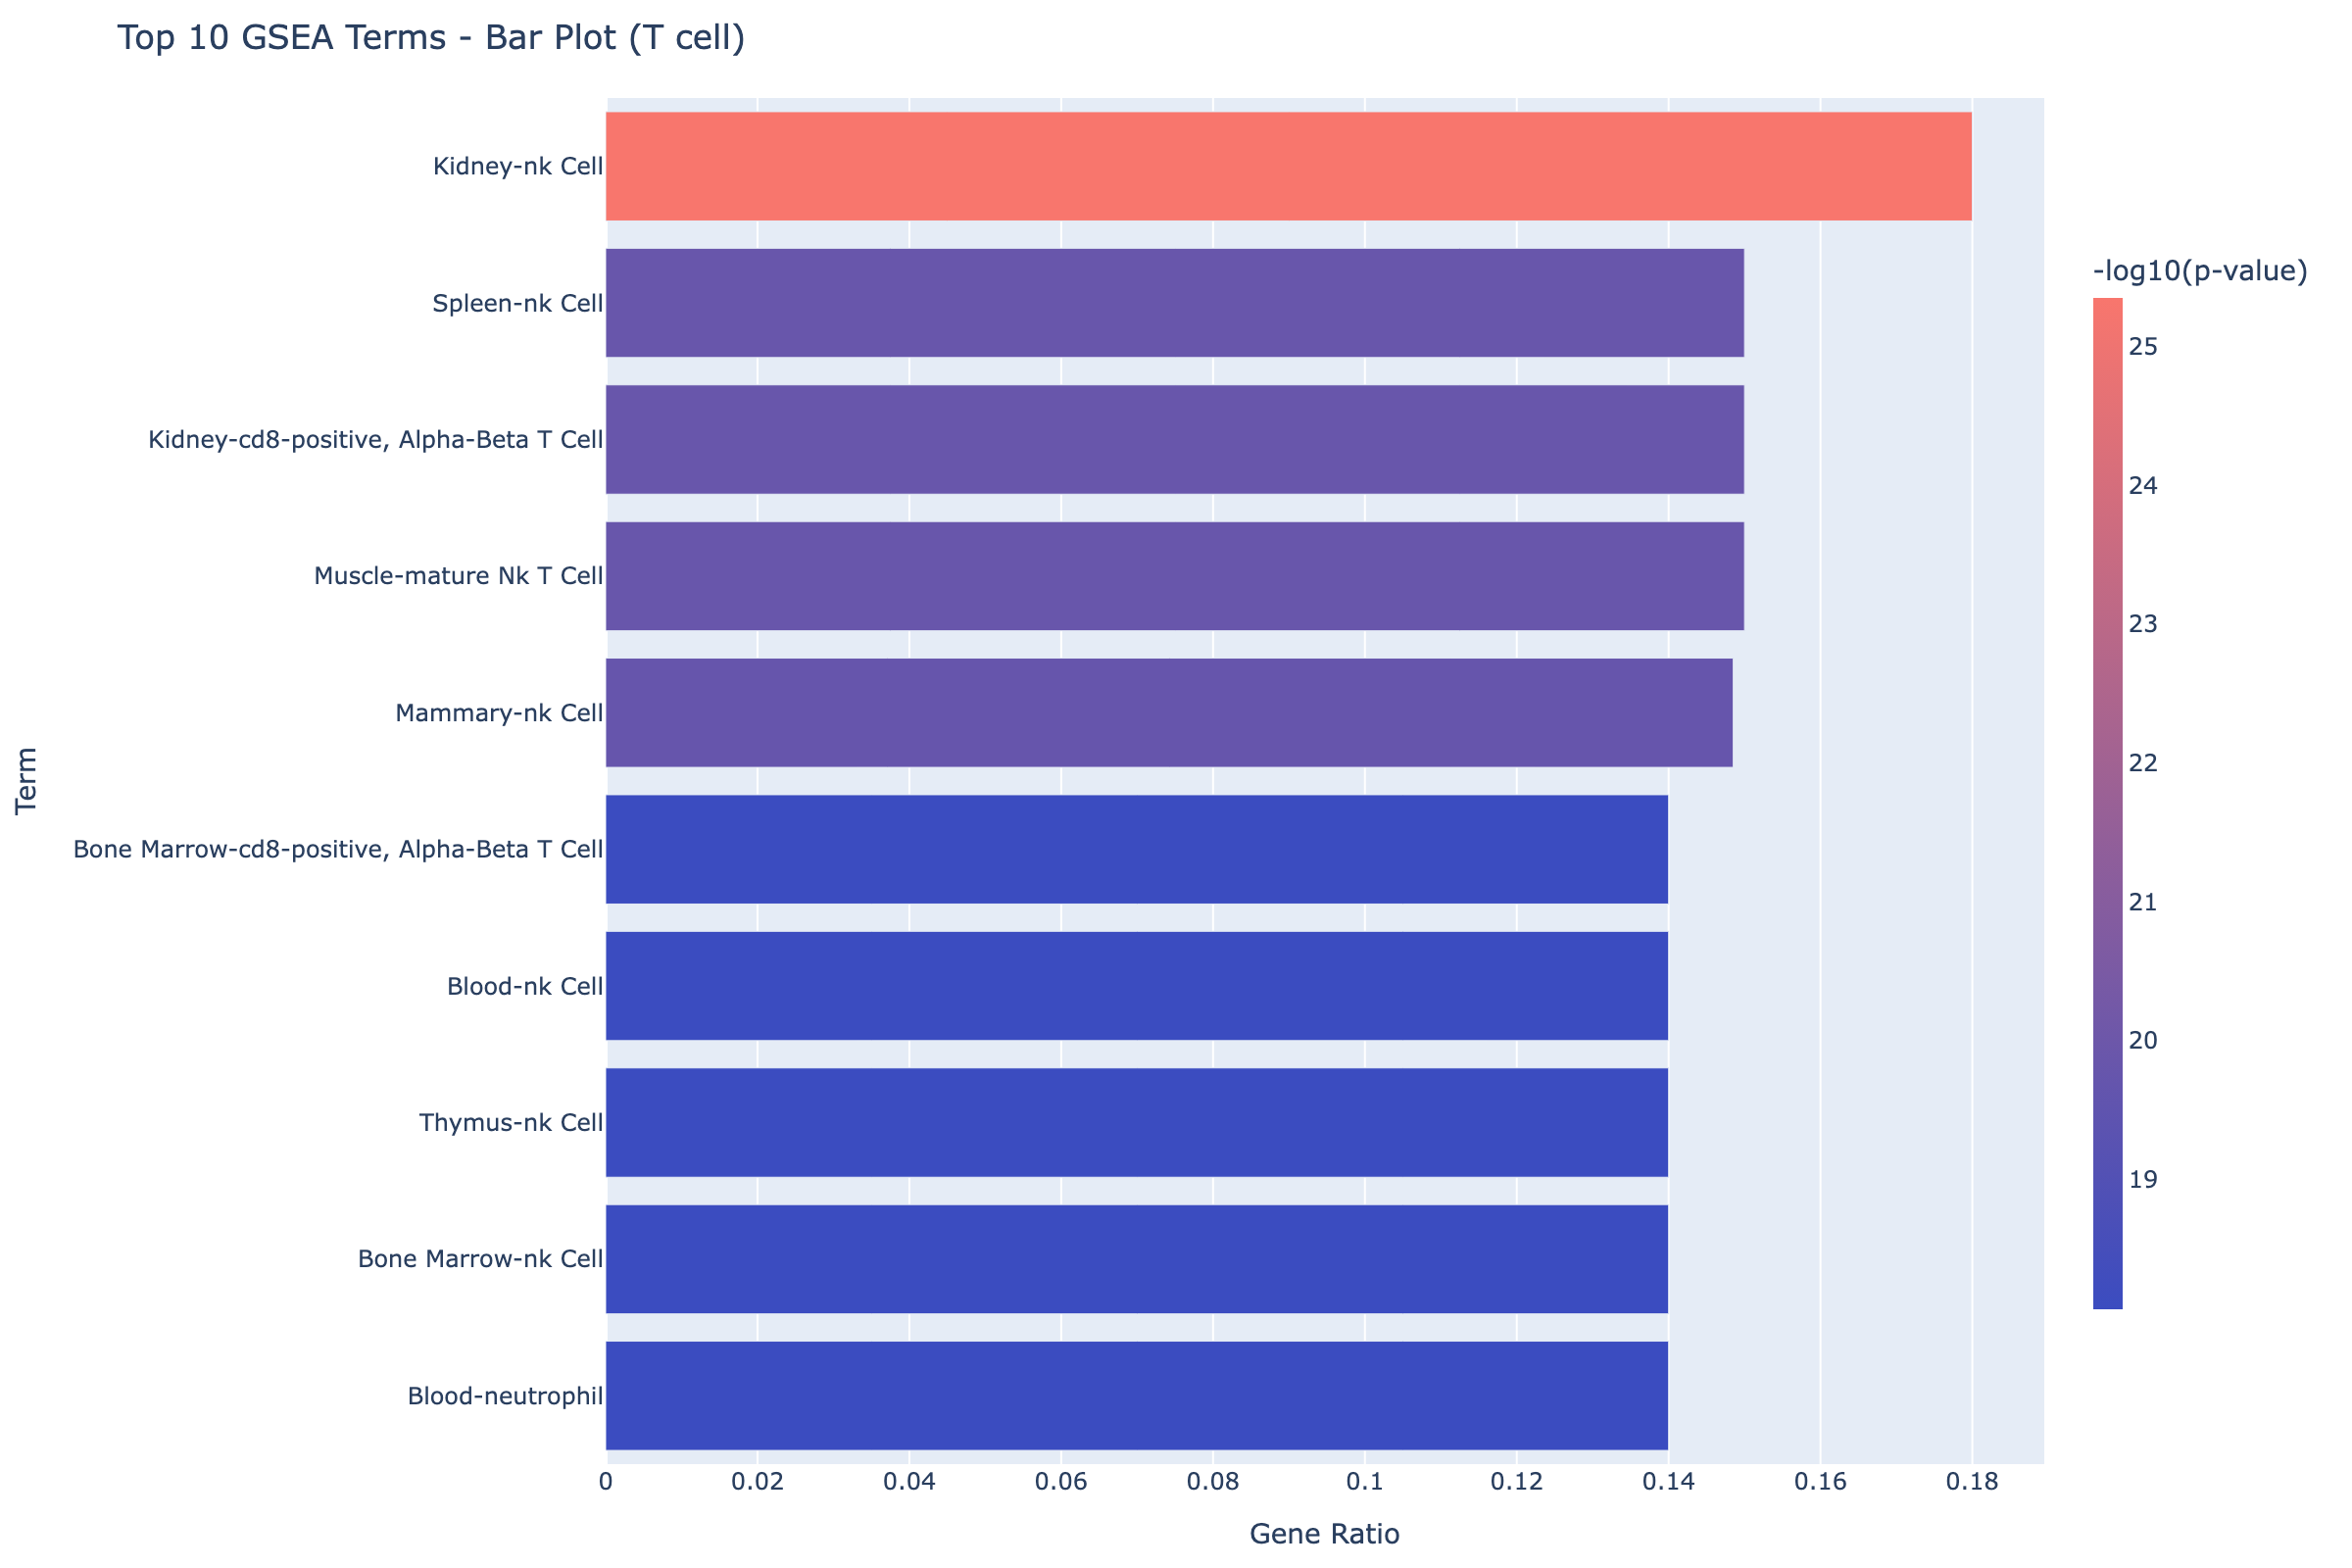 Top 10 GSEA Terms - Bar Plot (T cell)
Kidney-nk Cell
Spleen-nk Cell
Kidney-cd8-positive, Alpha-Beta T Cell
Muscle-mature Nk T Cell
Mammary-nk Cell
Bone Marrow-cd8-positive, Alpha-Beta T Cell
Blood-nk Cell
Thymus-nk Cell
Bone Marrow-nk Cell
Blood-neutrophil
Term
0 0.02 0.04 0.06 0.08 0.1 0.12 0.14 0.16 0.18
Gene Ratio
-log10(p-value)
25
24
23
22
21
20
19